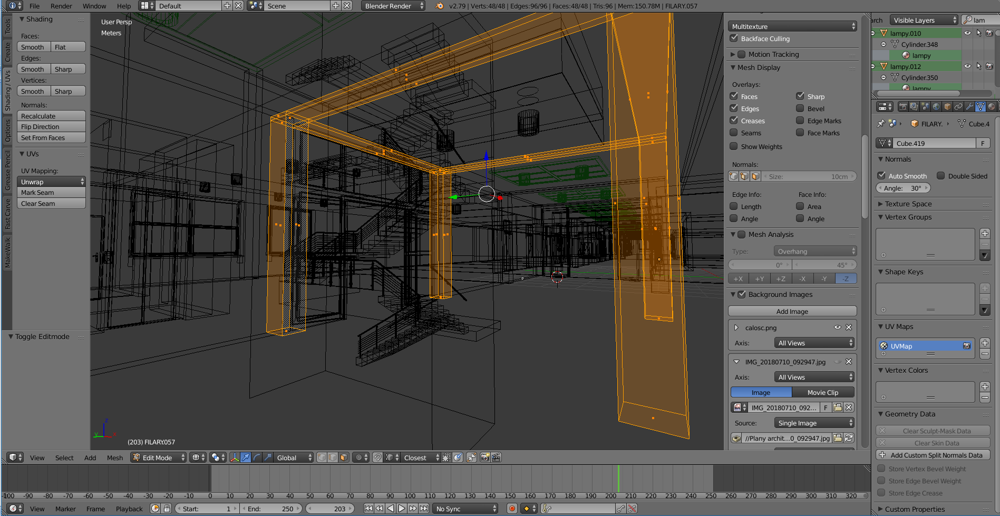 File Render Window Help Default Scene Blender Render v2.79 | Verts:48/48 | Edges:96/96 | Faces:48/48 | Tris:96 | Mem:150.78M | FILARY.057
Tools
Create
Shading / UVs
Options
Grease Pencil
Fast Carve
MakeWalk
Shading
Faces:
Smooth Flat
Edges:
Smooth Sharp
Vertices:
Smooth Sharp
Normals:
Recalculate
Flip Direction
Set From Faces
UVs
UV Mapping:
Unwrap
Mark Seam
Clear Seam
Toggle Editmode
User Persp
Meters
z
y
x
(203) FILARY.057
Multitexture
Backface Culling
Motion Tracking
Mesh Display
Overlays:
Faces Sharp
Edges Bevel
Creases Edge Marks
Seams Face Marks
Show Weights
Normals:
Size: 10cm
Edge Info: Face Info:
Length Area
Angle Angle
Mesh Analysis
Type: Overhang
0° 45°
+X +Y +Z -X -Y -Z
Background Images
Add Image
calosc.png
Axis: All Views
IMG_20180710_092947.jpg
Axis: All Views
Image Movie Clip
IMG_20180710_092... F
Source: Single Image
//Plany archit...0_092947.jpg
arch Visible Layers lam
lampy.010
Cylinder.348
lampy
lampy.012
Cylinder.350
lampy
FILARY. Cube.4
Cube.419 F
Normals
Auto Smooth Double Sided
Angle: 30°
Texture Space
Vertex Groups
Shape Keys
UV Maps
UVMap
Vertex Colors
Geometry Data
Clear Sculpt-Mask Data
Clear Skin Data
Add Custom Split Normals Data
Store Vertex Bevel Weight
Store Edge Bevel Weight
Store Edge Crease
Custom Properties
View Select Add Mesh Edit Mode Global Closest
-100 -90 -80 -70 -60 -50 -40 -30 -20 -10 0 10 20 30 40 50 60 70 80 90 100 110 120 130 140 150 160 170 180 190 200 210 220 230 240 250 260 270 280 290 300 310 320
View Marker Frame Playback Start: 1 End: 250 203 No Sync